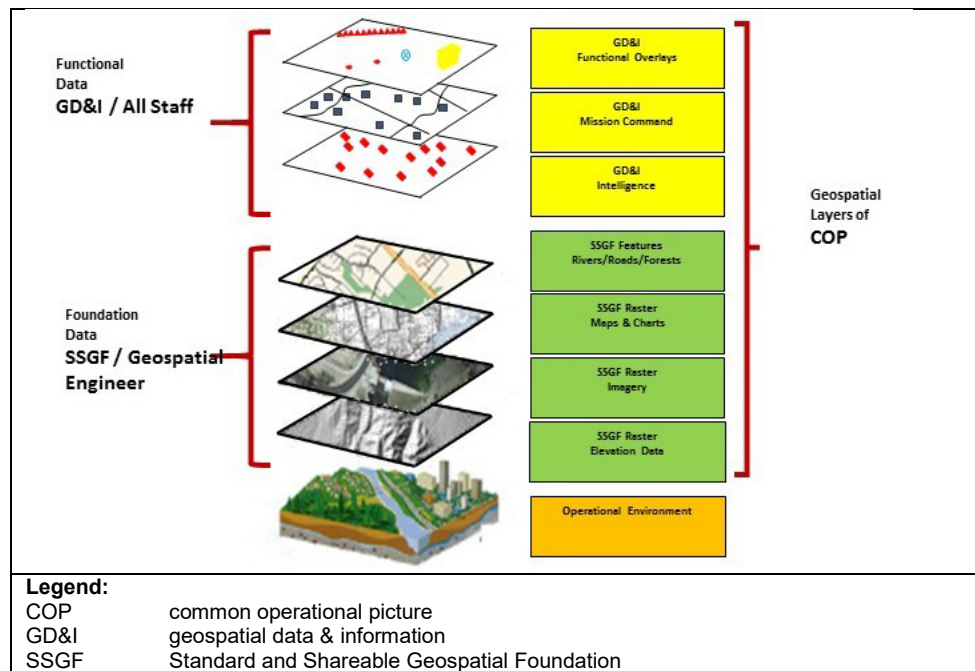 Functional
Data
GD&I / All Staff
GD&I
Functional Overlays
GD&I
Mission Command
GD&I
Intelligence
Geospatial
Layers of
COP
Foundation
Data
SSGF / Geospatial
Engineer
SSGF Features
Rivers/Roads/Forests
SSGF Raster
Maps & Charts
SSGF Raster
Imagery
SSGF Raster
Elevation Data
Operational Environment
Legend:
COP common operational picture
GD&I geospatial data & information
SSGF Standard and Shareable Geospatial Foundation